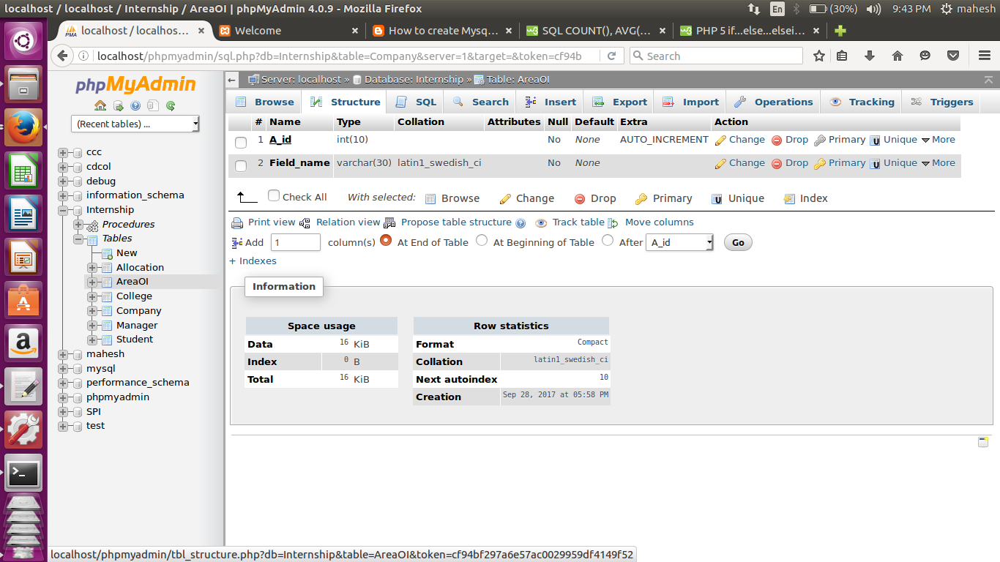 localhost / localhost / Internship / AreaOI | phpMyAdmin 4.0.9 - Mozilla Firefox
En (30%) 9:43 PM mahesh
localhost / localhos... × Welcome × How to create Mysq... × SQL COUNT(), AVG(... × PHP 5 if...else...elsei... ×
localhost/phpmyadmin/sql.php?db=Internship&table=Company&server=1&target=&token=cf94b
Search
phpMyAdmin
(Recent tables) ...
ccc
cdcol
debug
information_schema
Internship
Procedures
Tables
New
Allocation
AreaOI
College
Company
Manager
Student
mahesh
mysql
performance_schema
phpmyadmin
SPI
test
Server: localhost » Database: Internship » Table: AreaOI
Browse Structure SQL Search Insert Export Import Operations Tracking Triggers
# Name Type Collation Attributes Null Default Extra Action
1 A_id int(10) No None AUTO_INCREMENT Change Drop Primary Unique More
2 Field_name varchar(30) latin1_swedish_ci No None Change Drop Primary Unique More
Check All With selected: Browse Change Drop Primary Unique Index
Print view Relation view Propose table structure Track table Move columns
Add 1 column(s) At End of Table At Beginning of Table After A_id Go
+ Indexes
Information
Space usage
Data 16 KiB
Index 0 B
Total 16 KiB
Row statistics
Format Compact
Collation latin1_swedish_ci
Next autoindex 10
Creation Sep 28, 2017 at 05:58 PM
localhost/phpmyadmin/tbl_structure.php?db=Internship&table=AreaOI&token=cf94bf297a6e57ac0029959df4149f52